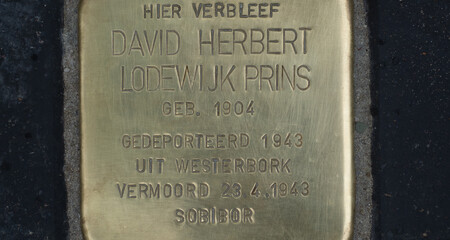 HIER VERBLEEF
DAVID HERBERT
LODEWIJK PRINS
GEB. 1904
GEDEPORTEERD 1943
UIT WESTERBORK
VERMOORD 23.4.1943
SOBIBOR